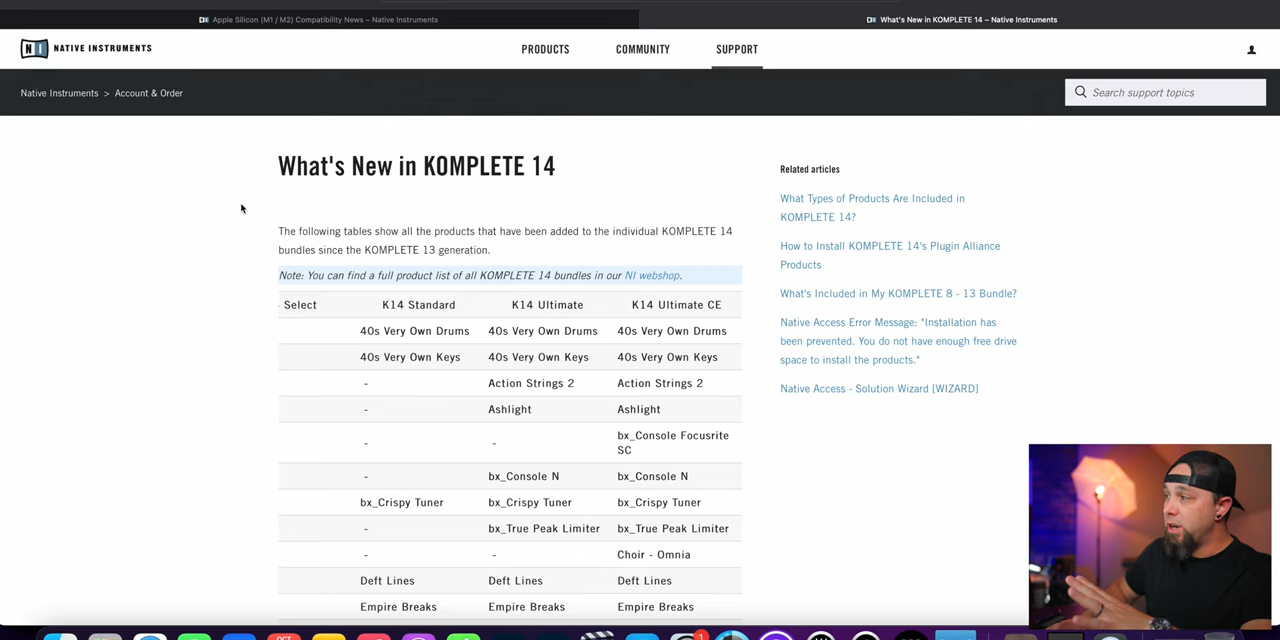 Apple Silicon (M1 / M2) Compatibility News – Native Instruments
What's New in KOMPLETE 14 – Native Instruments
NI NATIVE INSTRUMENTS
PRODUCTS COMMUNITY SUPPORT
Native Instruments > Account & Order
Search support topics
What's New in KOMPLETE 14
The following tables show all the products that have been added to the individual KOMPLETE 14
bundles since the KOMPLETE 13 generation.
Note: You can find a full product list of all KOMPLETE 14 bundles in our NI webshop.
Select K14 Standard K14 Ultimate K14 Ultimate CE
40s Very Own Drums 40s Very Own Drums 40s Very Own Drums
40s Very Own Keys 40s Very Own Keys 40s Very Own Keys
- Action Strings 2 Action Strings 2
- Ashlight Ashlight
- - bx_Console Focusrite
SC
- bx_Console N bx_Console N
bx_Crispy Tuner bx_Crispy Tuner bx_Crispy Tuner
- bx_True Peak Limiter bx_True Peak Limiter
- - Choir - Omnia
Deft Lines Deft Lines Deft Lines
Empire Breaks Empire Breaks Empire Breaks
Related articles
What Types of Products Are Included in
KOMPLETE 14?
How to Install KOMPLETE 14's Plugin Alliance
Products
What's Included in My KOMPLETE 8 - 13 Bundle?
Native Access Error Message: "Installation has
been prevented. You do not have enough free drive
space to install the products."
Native Access - Solution Wizard [WIZARD]
OCT
1